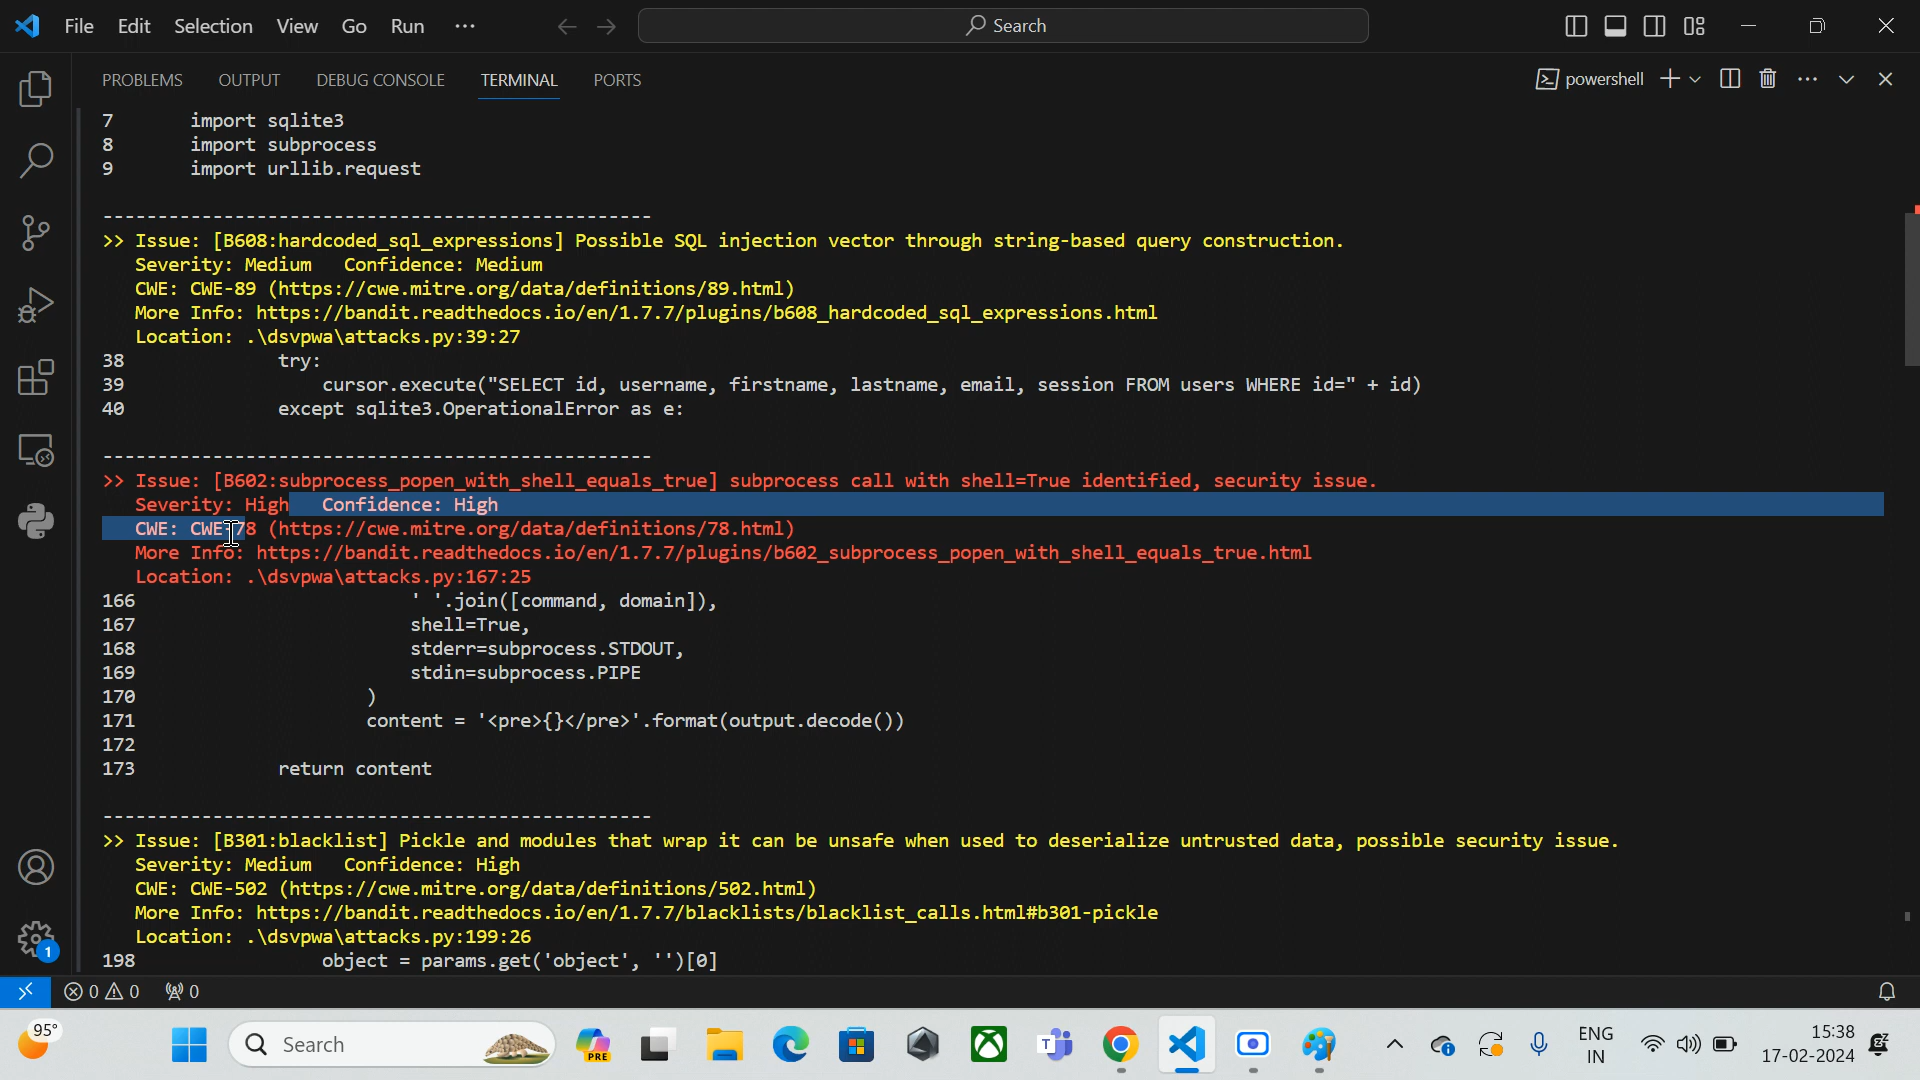 File Edit Selection View Go Run ··· Search
PROBLEMS OUTPUT DEBUG CONSOLE TERMINAL PORTS powershell
7 import sqlite3
8 import subprocess
9 import urllib.request
--------------------------------------------------
>> Issue: [B608:hardcoded_sql_expressions] Possible SQL injection vector through string-based query construction.
Severity: Medium Confidence: Medium
CWE: CWE-89 (https://cwe.mitre.org/data/definitions/89.html)
More Info: https://bandit.readthedocs.io/en/1.7.7/plugins/b608_hardcoded_sql_expressions.html
Location: .\dsvpwa\attacks.py:39:27
38 try:
39 cursor.execute("SELECT id, username, firstname, lastname, email, session FROM users WHERE id=" + id)
40 except sqlite3.OperationalError as e:
--------------------------------------------------
>> Issue: [B602:subprocess_popen_with_shell_equals_true] subprocess call with shell=True identified, security issue.
Severity: High Confidence: High
CWE: CWE-78 (https://cwe.mitre.org/data/definitions/78.html)
More Info: https://bandit.readthedocs.io/en/1.7.7/plugins/b602_subprocess_popen_with_shell_equals_true.html
Location: .\dsvpwa\attacks.py:167:25
166 ' '.join([command, domain]),
167 shell=True,
168 stderr=subprocess.STDOUT,
169 stdin=subprocess.PIPE
170 )
171 content = '<pre>{}</pre>'.format(output.decode())
172
173 return content
--------------------------------------------------
>> Issue: [B301:blacklist] Pickle and modules that wrap it can be unsafe when used to deserialize untrusted data, possible security issue.
Severity: Medium Confidence: High
CWE: CWE-502 (https://cwe.mitre.org/data/definitions/502.html)
More Info: https://bandit.readthedocs.io/en/1.7.7/blacklists/blacklist_calls.html#b301-pickle
Location: .\dsvpwa\attacks.py:199:26
198 object = params.get('object', '')[0]
1
0 0 0
95° Search PRE ENG 15:38
IN 17-02-2024